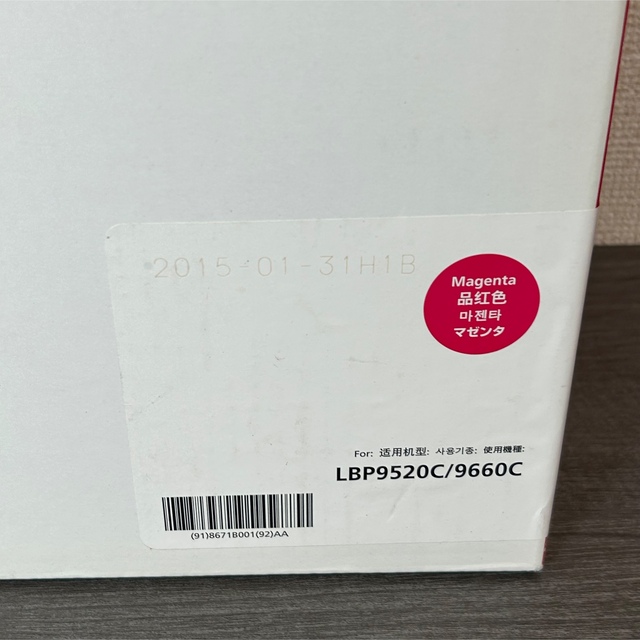 2015-01-31H1B
Magenta
品红色
마젠타
マゼンタ
For: 适用机型: 사용기종: 使用機種:
LBP9520C/9660C
(91)8671B001(92)AA